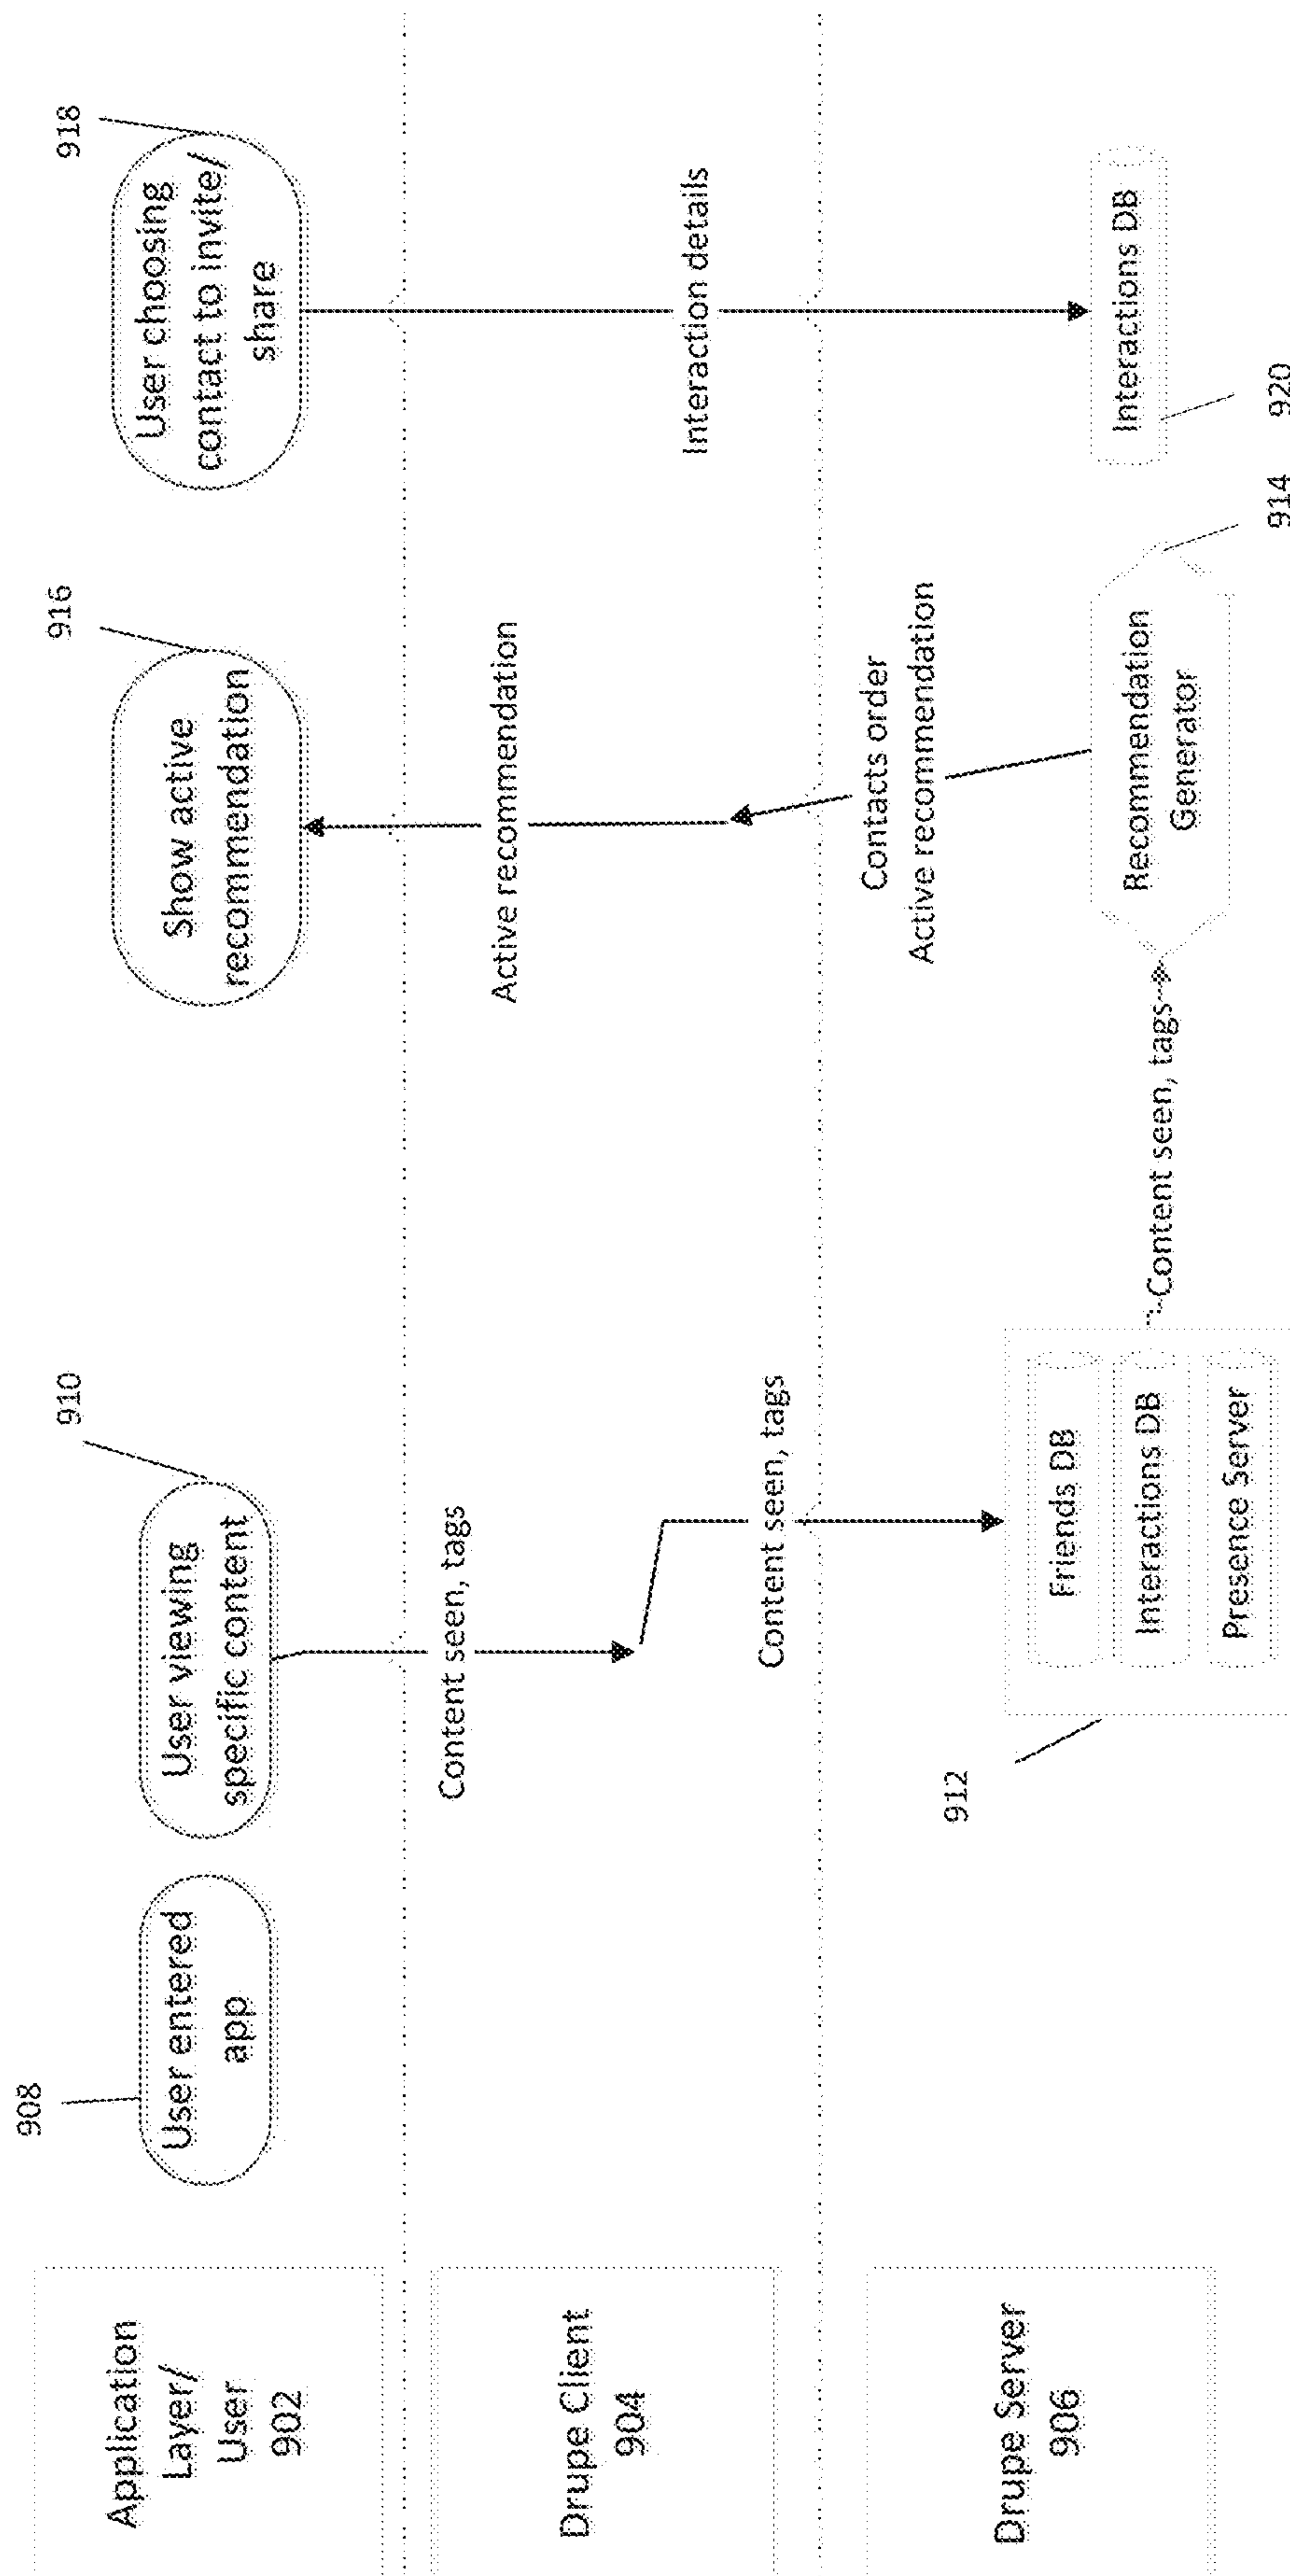 Application
Layer/
User
902
908
User entered
app
User viewing
specific content
910
Show active
recommendation
916
User choosing
contact to invite/
share
918
Drupe Client
904
Content seen, tags
Content seen, tags
Active recommendation
Interaction details
Drupe Server
906
912
Friends DB
Interactions DB
Presence Server
Content seen, tags
Contacts order
Active recommendation
Recommendation
Generator
914
Interactions DB
920